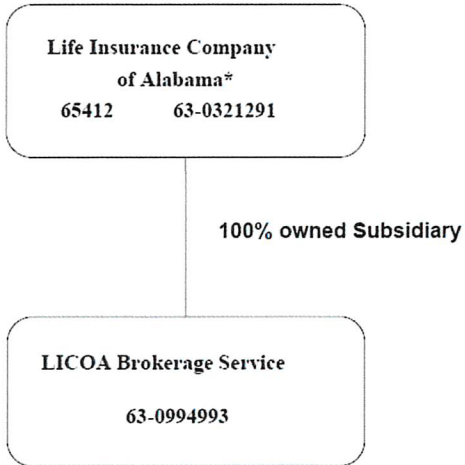 Life Insurance Company
of Alabama*
65412 63-0321291
100% owned Subsidiary
LICOA Brokerage Service
63-0994993